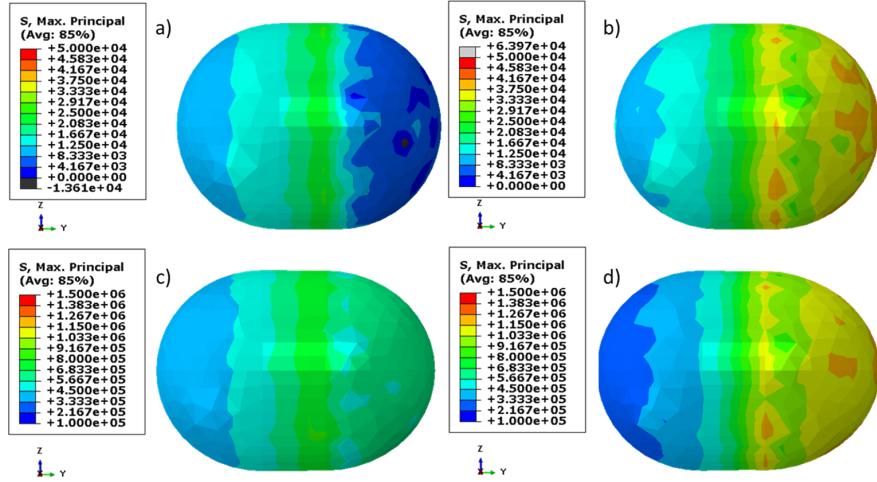 S, Max. Principal
(Avg: 85%)
+5.000e+04
+4.583e+04
+4.167e+04
+3.750e+04
+3.333e+04
+2.917e+04
+2.500e+04
+2.083e+04
+1.667e+04
+1.250e+04
+8.333e+03
+4.167e+03
+0.000e+00
-1.361e+04
Z
X
Y
a)
S, Max. Principal
(Avg: 85%)
+6.397e+04
+5.000e+04
+4.583e+04
+4.167e+04
+3.750e+04
+3.333e+04
+2.917e+04
+2.500e+04
+2.083e+04
+1.667e+04
+1.250e+04
+8.333e+03
+4.167e+03
+0.000e+00
Z
X
Y
b)
S, Max. Principal
(Avg: 85%)
+1.500e+06
+1.383e+06
+1.267e+06
+1.150e+06
+1.033e+06
+9.167e+05
+8.000e+05
+6.833e+05
+5.667e+05
+4.500e+05
+3.333e+05
+2.167e+05
+1.000e+05
Z
X
Y
c)
S, Max. Principal
(Avg: 85%)
+1.500e+06
+1.383e+06
+1.267e+06
+1.150e+06
+1.033e+06
+9.167e+05
+8.000e+05
+6.833e+05
+5.667e+05
+4.500e+05
+3.333e+05
+2.167e+05
+1.000e+05
Z
X
Y
d)